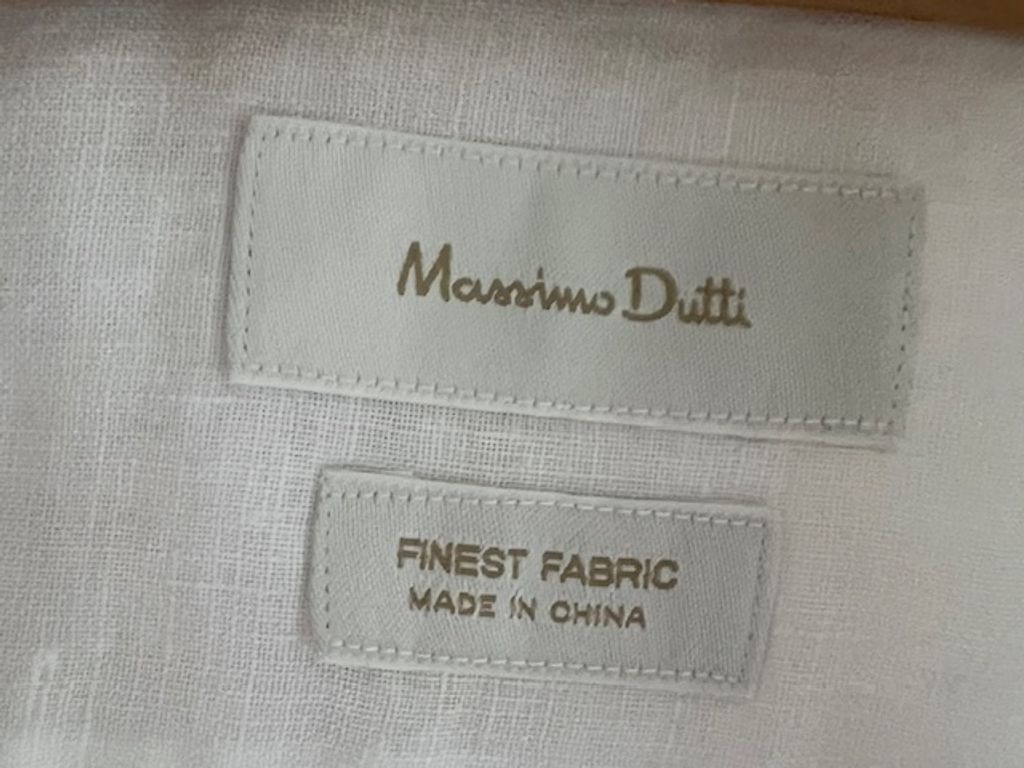 Massimo Dutti
FINEST FABRIC
MADE IN CHINA